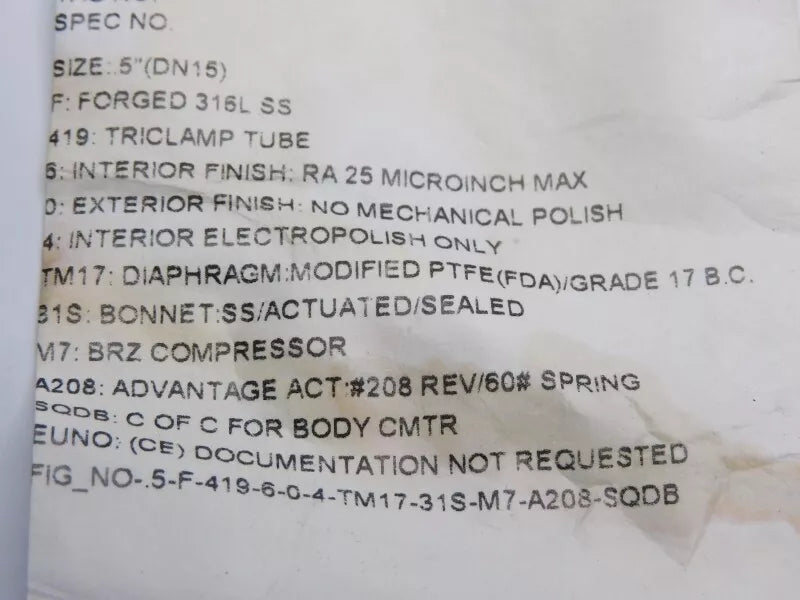 SPEC NO.
SIZE: .5"(DN15)
F: FORGED 316L SS
419: TRICLAMP TUBE
6: INTERIOR FINISH: RA 25 MICROINCH MAX
0: EXTERIOR FINISH: NO MECHANICAL POLISH
4: INTERIOR ELECTROPOLISH ONLY
TM17: DIAPHRAGM:MODIFIED PTFE(FDA)/GRADE 17 B.C.
31S: BONNET:SS/ACTUATED/SEALED
M7: BRZ COMPRESSOR
A208: ADVANTAGE ACT:#208 REV/60# SPRING
SQDB: C OF C FOR BODY CMTR
EUNO: (CE) DOCUMENTATION NOT REQUESTED
FIG_NO-.5-F-419-6-0-4-TM17-31S-M7-A208-SQDB